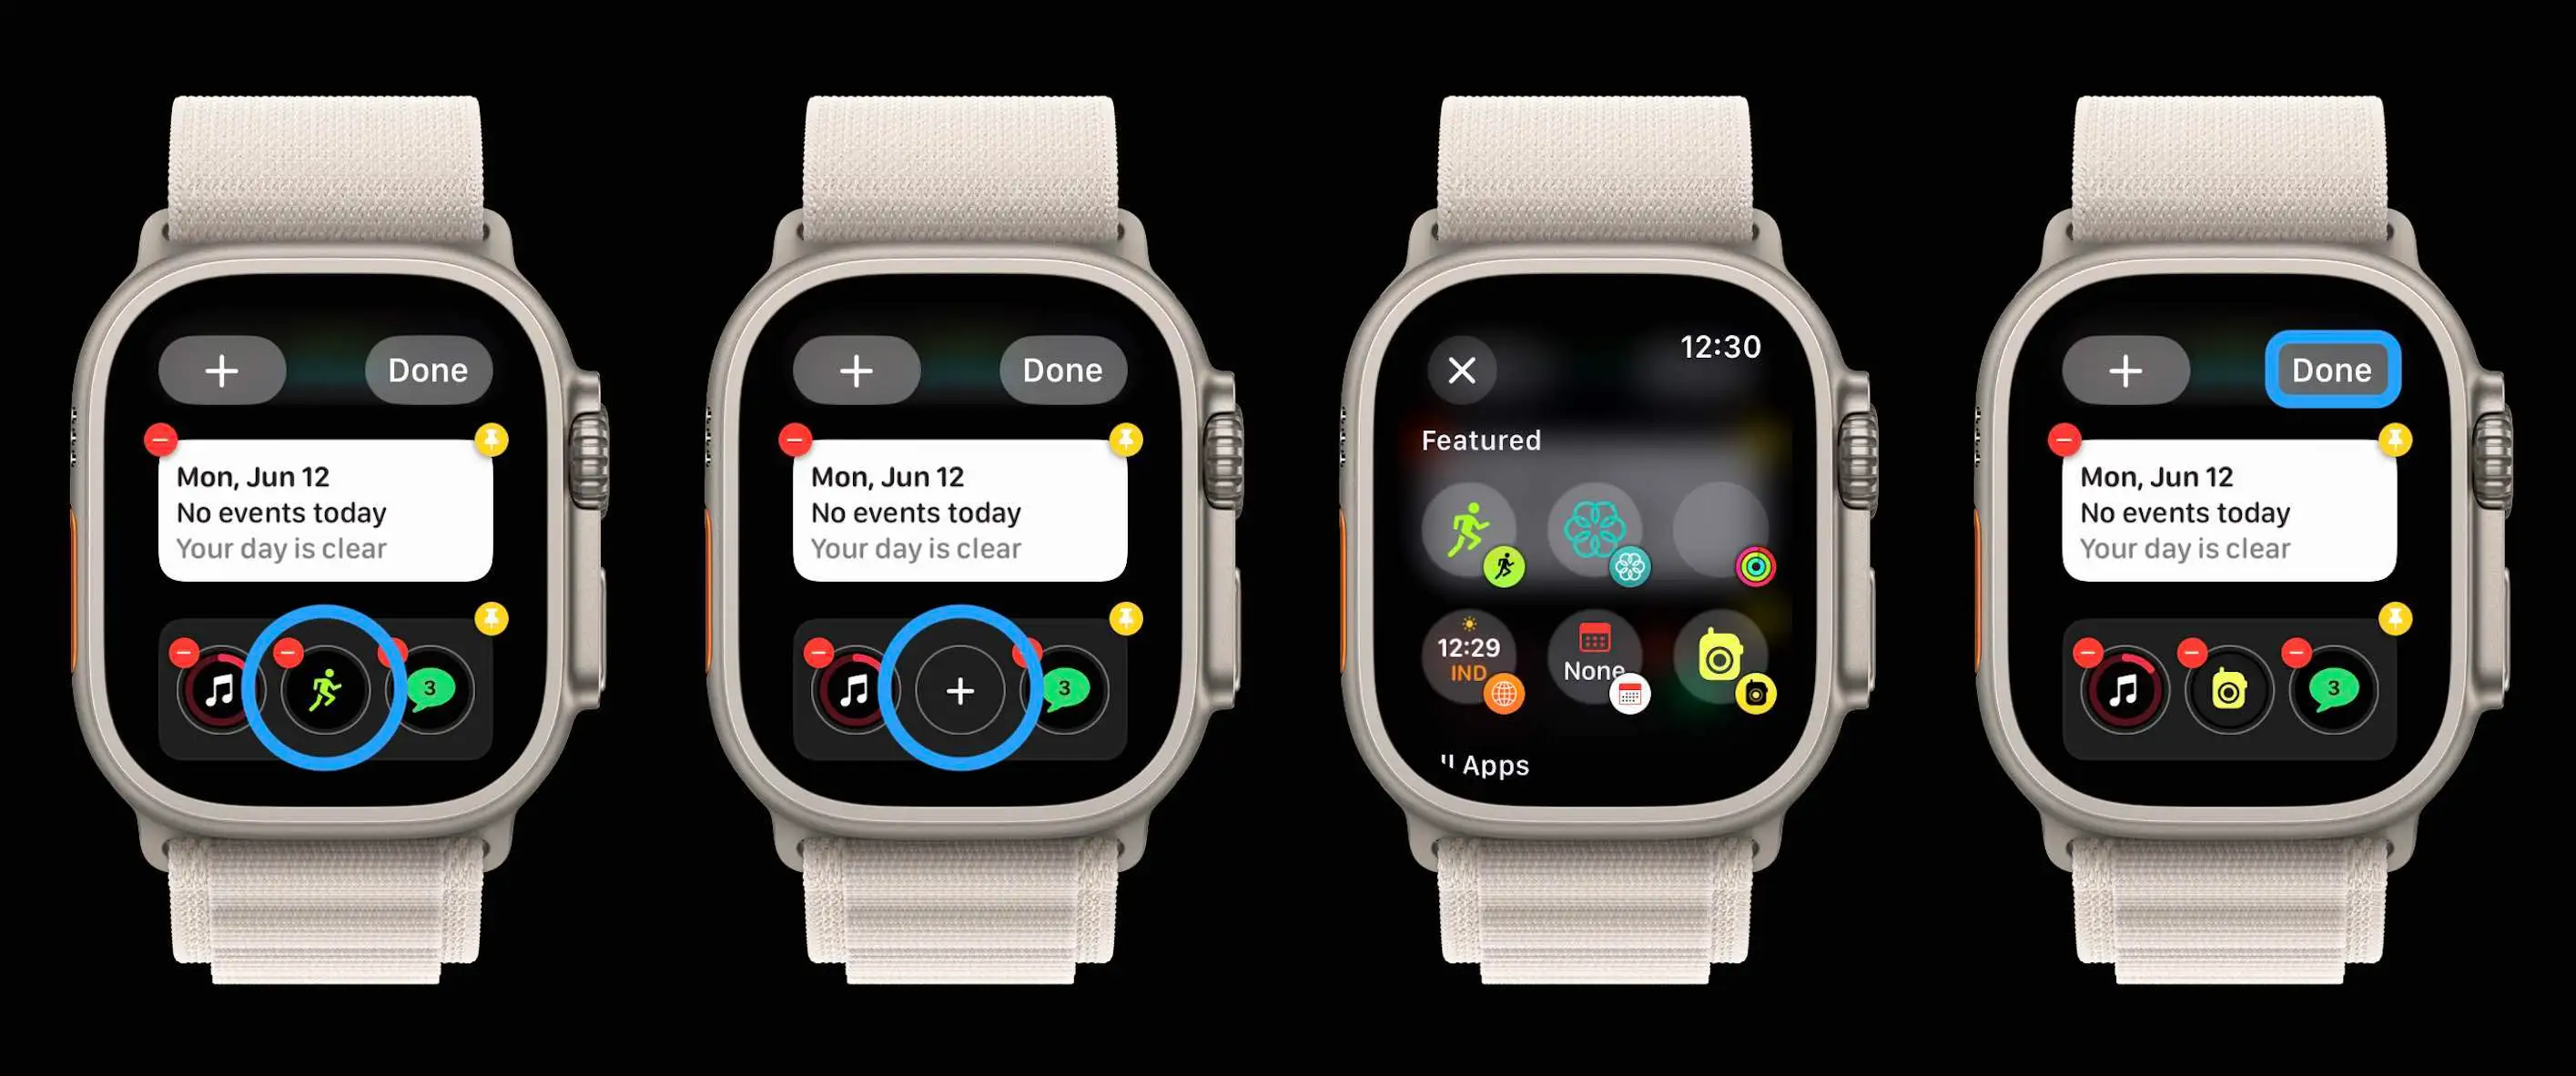 Done
Mon, Jun 12
No events today
Your day is clear
3
Done
Mon, Jun 12
No events today
Your day is clear
3
12:30
Featured
12:29
IND
None
Apps
Done
Mon, Jun 12
No events today
Your day is clear
3